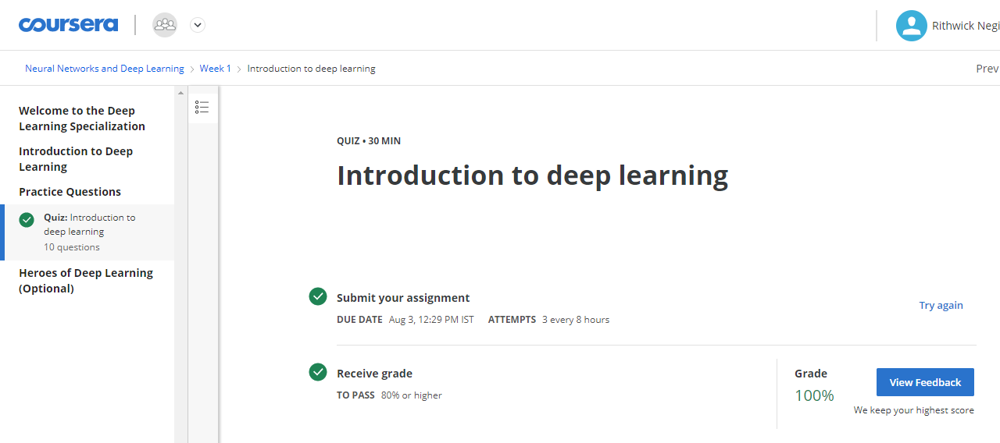 coursera
Rithwick Negi
Neural Networks and Deep Learning > Week 1 > Introduction to deep learning
Prev
Welcome to the Deep
Learning Specialization
Introduction to Deep
Learning
Practice Questions
Quiz: Introduction to
deep learning
10 questions
Heroes of Deep Learning
(Optional)
QUIZ • 30 MIN
Introduction to deep learning
Submit your assignment
DUE DATE Aug 3, 12:29 PM IST ATTEMPTS 3 every 8 hours
Try again
Receive grade
TO PASS 80% or higher
Grade
100%
View Feedback
We keep your highest score